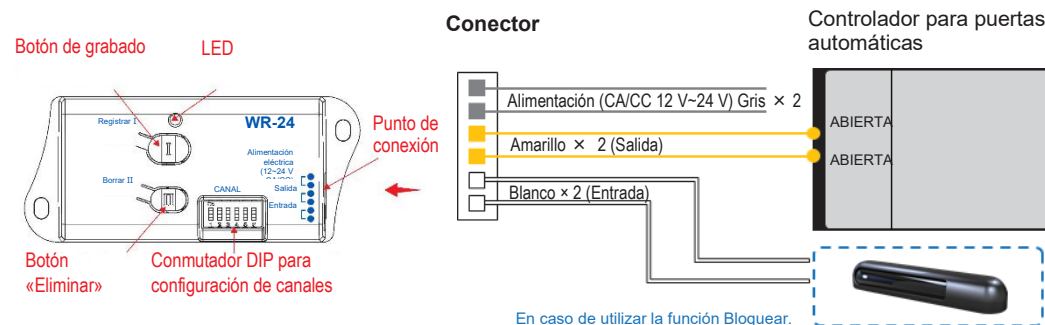 Conector
Controlador para puertas
automáticas
Botón de grabado
LED
Registrar I
WR-24
Punto de
conexión
Alimentación
eléctrica
(12~24 V
CA/CC)
Borrar II
CANAL
Salida
Entrada
Botón
«Eliminar»
Conmutador DIP para
configuración de canales
Alimentación (CA/CC 12 V~24 V) Gris × 2
Amarillo × 2 (Salida)
Blanco × 2 (Entrada)
ABIERTA
ABIERTA
En caso de utilizar la función Bloquear.